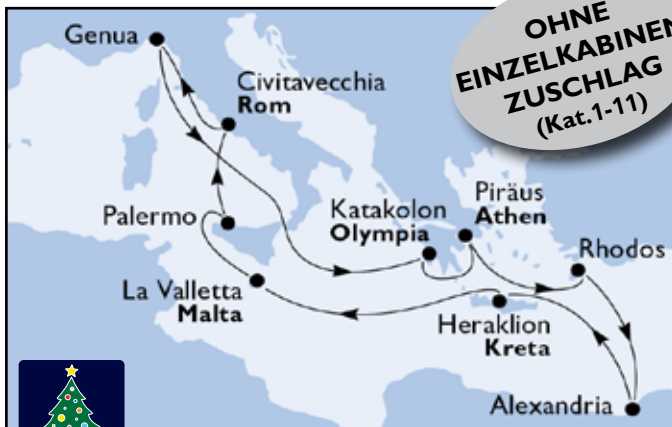 OHNE
EINZELKABINEN
ZUSCHLAG
(Kat.1-11)
Genua
Civitavecchia
Rom
Palermo
Katakolon
Olympia
Piräus
Athen
Rhodos
La Valletta
Malta
Heraklion
Kreta
Alexandria